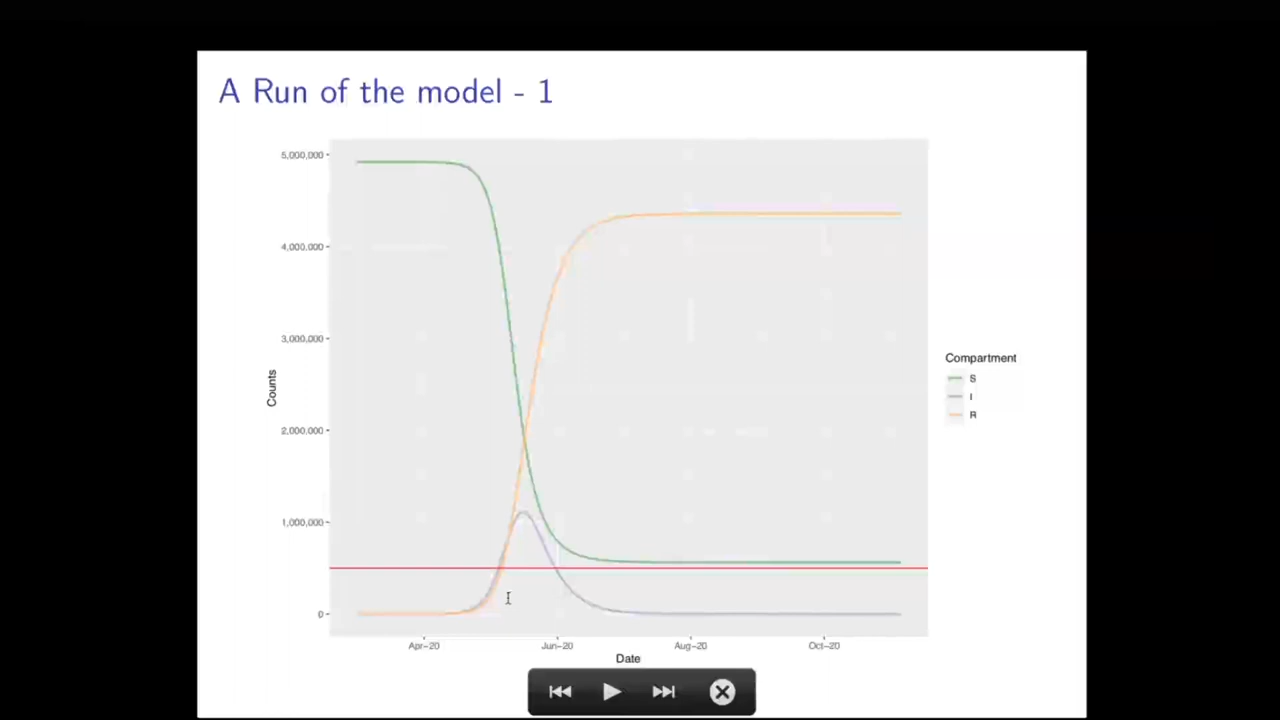 A Run of the model - 1
5,000,000
4,000,000
3,000,000
2,000,000
1,000,000
0
Counts
Apr-20
Jun-20
Aug-20
Oct-20
Date
Compartment
S
I
R